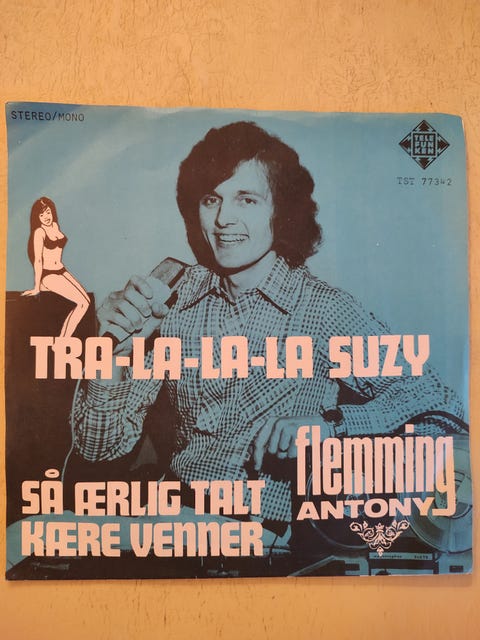 STEREO/MONO
TELE
FUN
KEN
TST 77342
TRA-LA-LA-LA SUZY
flemming
ANTONY
SÅ ÆRLIG TALT
KÆRE VENNER